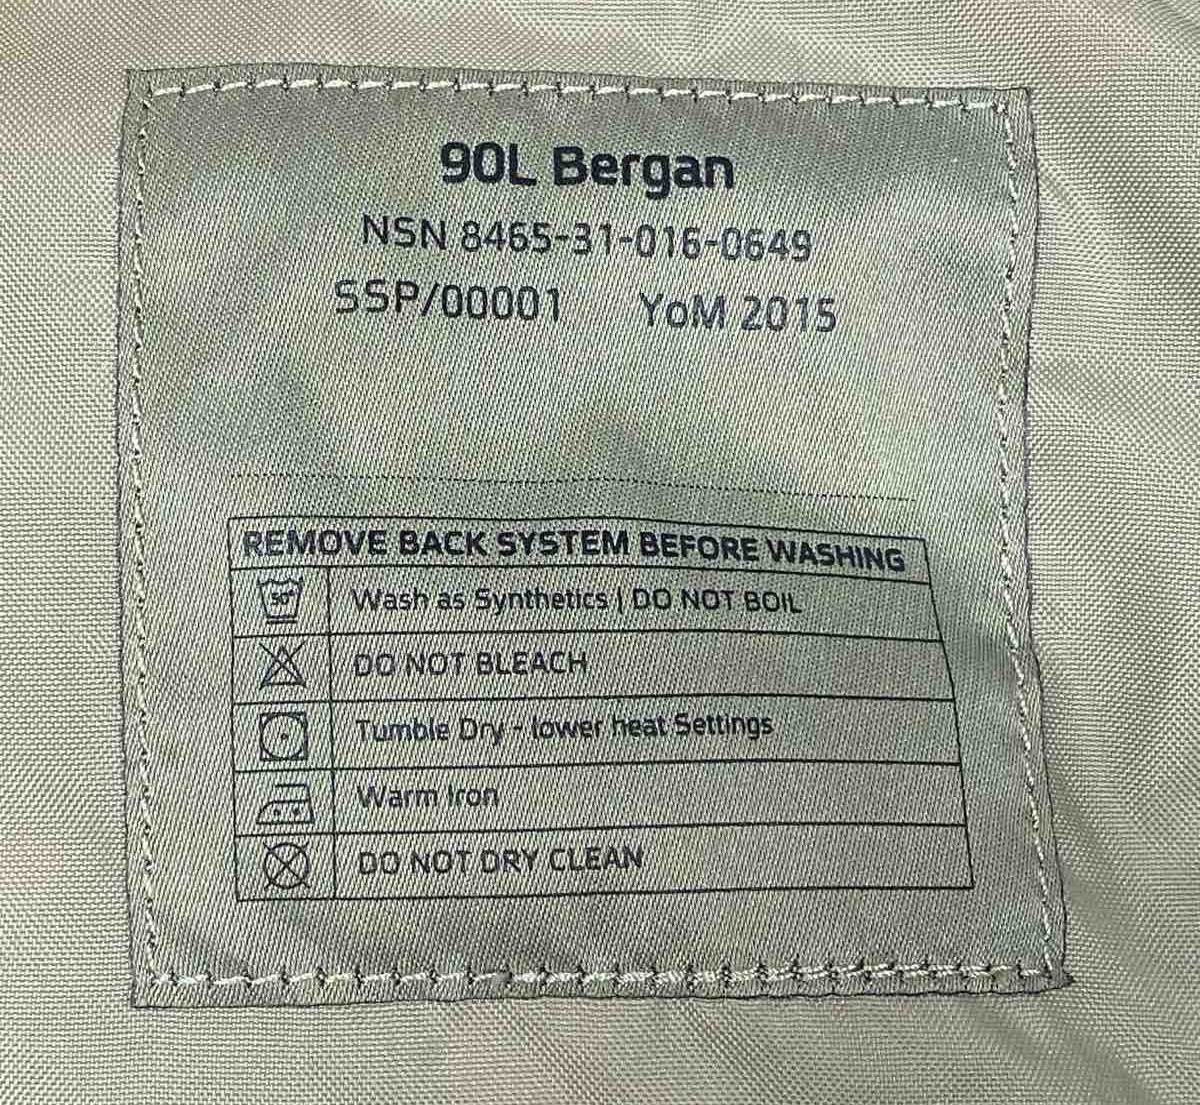 90L Bergan
NSN 8465-31-016-0649
SSP/00001 YoM 2015
REMOVE BACK SYSTEM BEFORE WASHING
30°
Wash as Synthetics | DO NOT BOIL
DO NOT BLEACH
Tumble Dry - lower heat Settings
Warm Iron
DO NOT DRY CLEAN